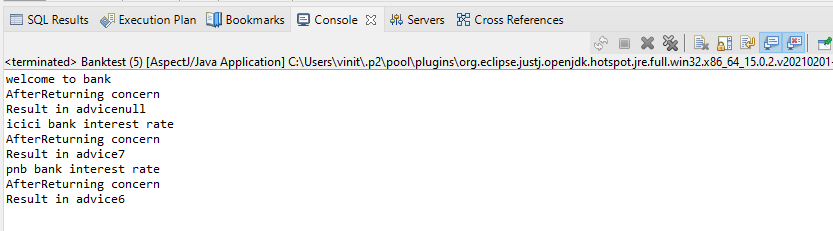 SQL Results Execution Plan Bookmarks Console Servers Cross References
<terminated> Banktest (5) [AspectJ/Java Application] C:\Users\vinit\.p2\pool\plugins\org.eclipse.justj.openjdk.hotspot.jre.full.win32.x86_64_15.0.2.v20210201-
welcome to bank
AfterReturning concern
Result in advicenull
icici bank interest rate
AfterReturning concern
Result in advice7
pnb bank interest rate
AfterReturning concern
Result in advice6